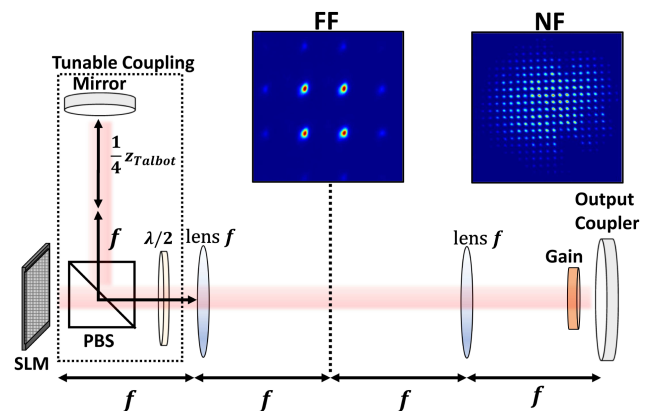 FF
NF
Tunable Coupling
Mirror
1/4 z_Talbot
f
λ/2
lens f
lens f
Output
Coupler
Gain
PBS
SLM
f
f
f
f